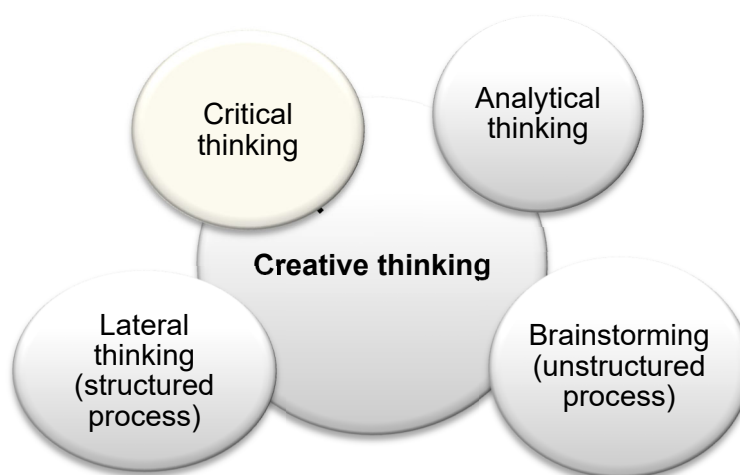 Critical
thinking
Analytical
thinking
Creative thinking
Lateral
thinking
(structured
process)
Brainstorming
(unstructured
process)